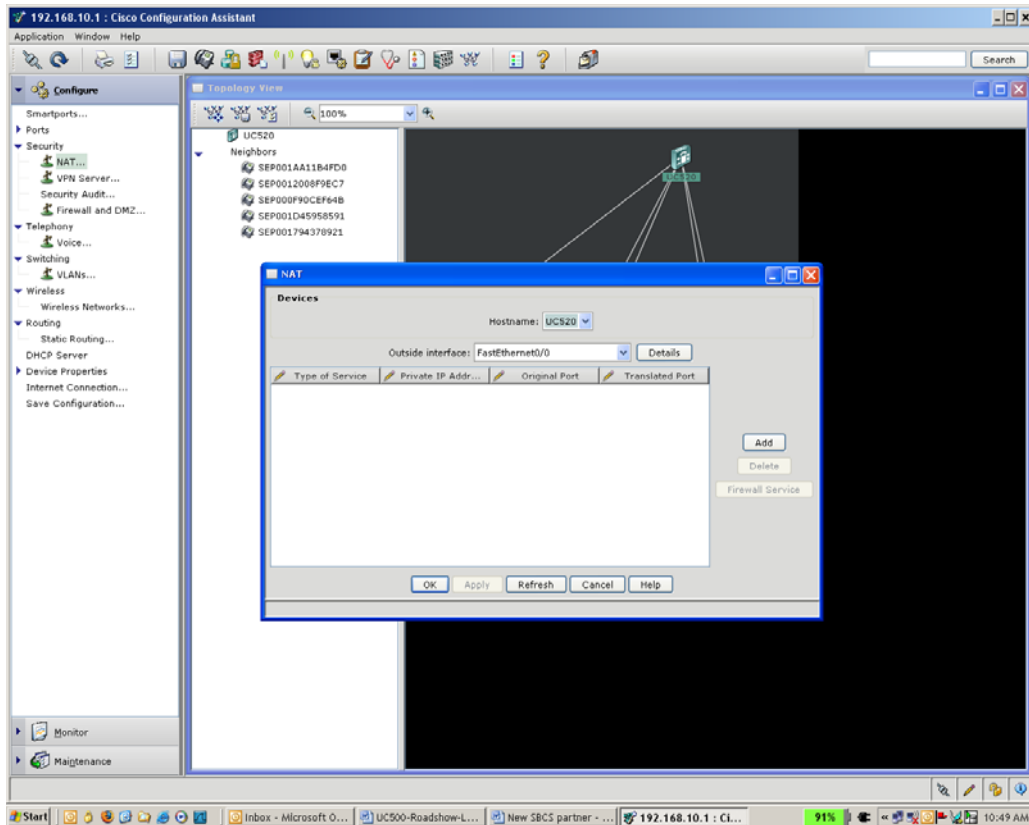 192.168.10.1 : Cisco Configuration Assistant
Application Window Help
Search
Configure
Smartports...
Ports
Security
NAT...
VPN Server...
Security Audit...
Firewall and DMZ...
Telephony
Voice...
Switching
VLANs...
Wireless
Wireless Networks...
Routing
Static Routing...
DHCP Server
Device Properties
Internet Connection...
Save Configuration...
Monitor
Maintenance
Topology View
100%
UC520
Neighbors
SEP001AA11B4FD0
SEP0012008F9EC7
SEP000F90CEF64B
SEP001D45958591
SEP001794378921
UC520
NAT
Devices
Hostname: UC520
Outside interface: FastEthernet0/0 Details
Type of Service Private IP Addr... Original Port Translated Port
Add
Delete
Firewall Service
OK Apply Refresh Cancel Help
Start Inbox - Microsoft O... UC500-Roadshow-L... New SBCS partner - ... 192.168.10.1 : Ci... 91% 10:49 AM